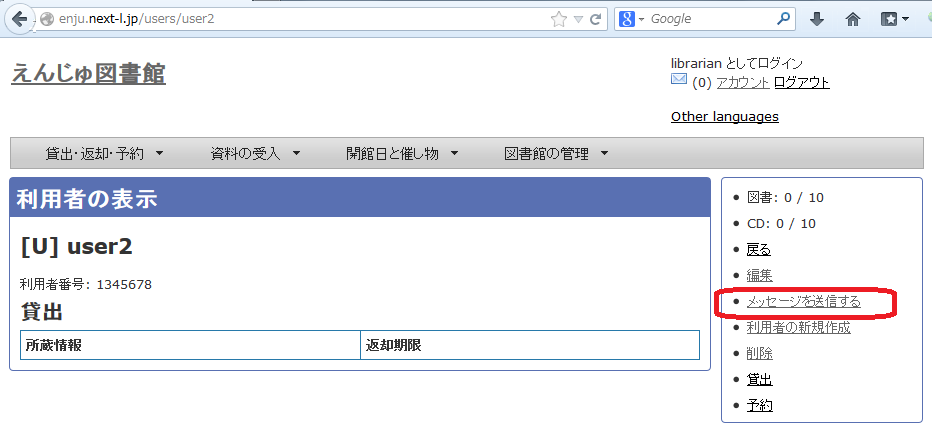 enju.next-l.jp/users/user2
Google
えんじゅ図書館
librarian としてログイン
(0) アカウント ログアウト
Other languages
貸出・返却・予約 資料の受入 開館日と催し物 図書館の管理
利用者の表示
[U] user2
利用者番号: 1345678
貸出
所蔵情報 返却期限
図書: 0 / 10
CD: 0 / 10
戻る
編集
メッセージを送信する
利用者の新規作成
削除
貸出
予約